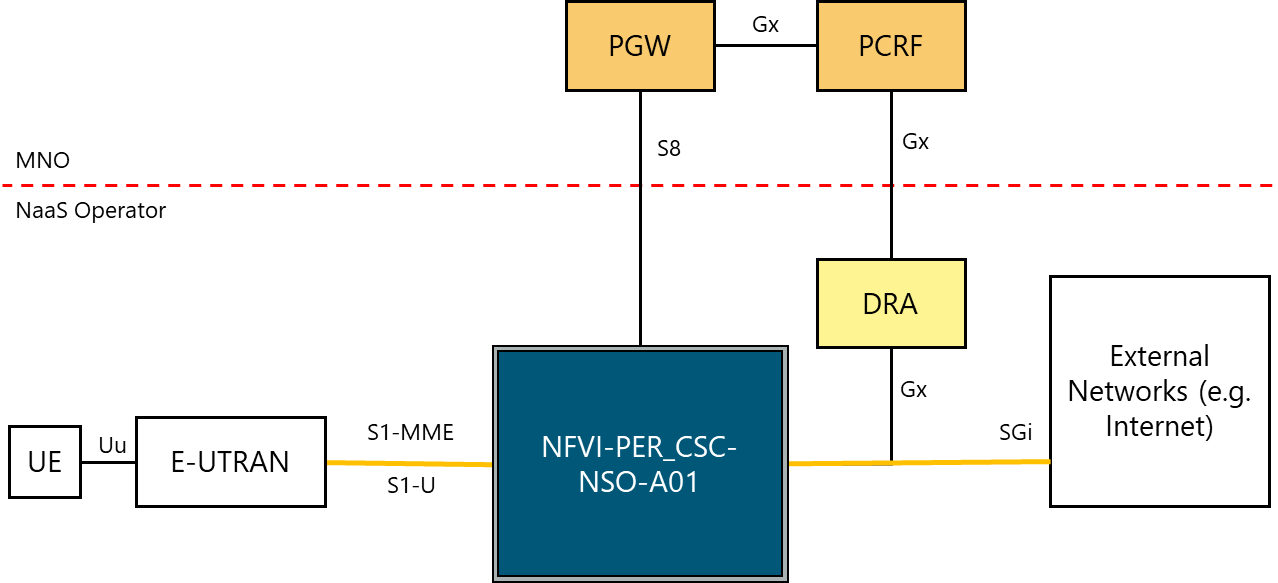 PGW
Gx
PCRF
S8
Gx
MNO
NaaS Operator
DRA
External
Networks (e.g.
Internet)
Gx
UE
Uu
E-UTRAN
S1-MME
S1-U
NFVI-PER_CSC-
NSO-A01
SGi